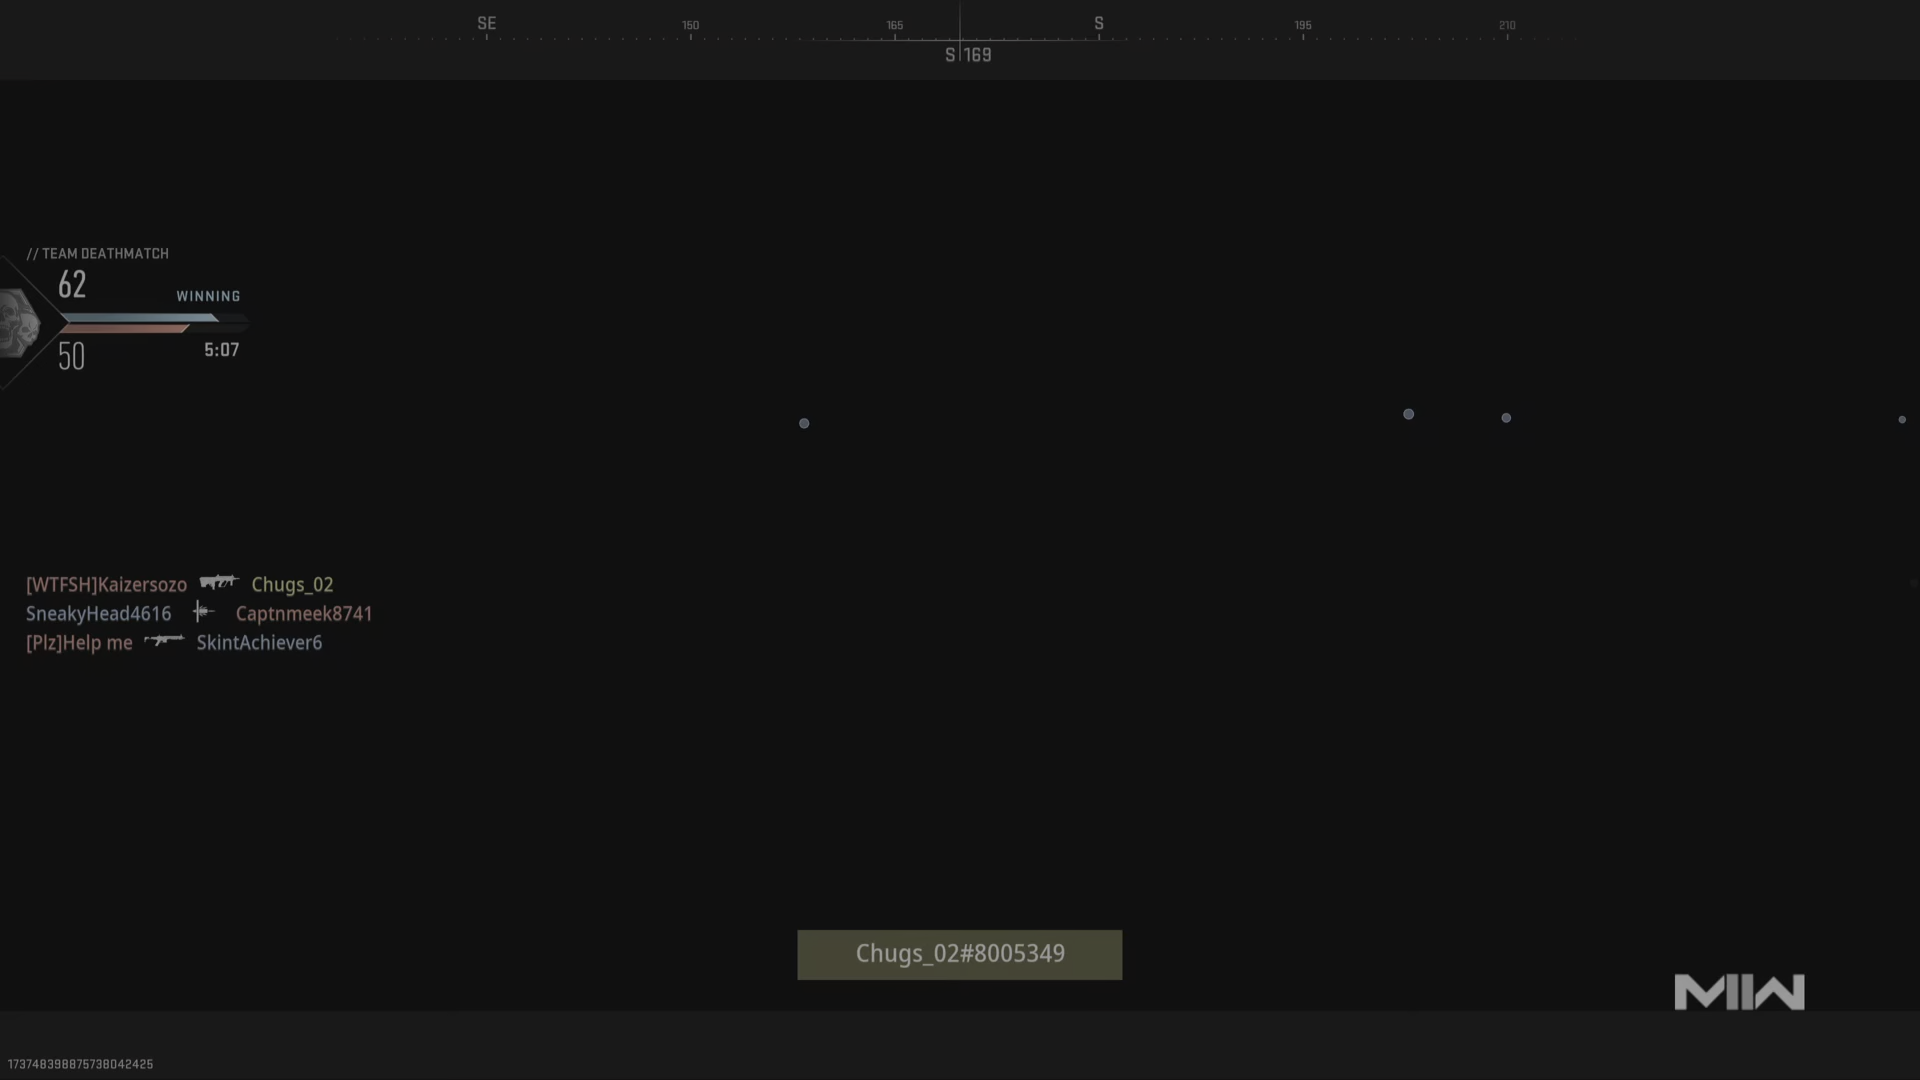 SE 150 165 S 195 210
S 169
// TEAM DEATHMATCH
62
WINNING
50
5:07
[WTFSH]Kaizersozo Chugs_02
SneakyHead4616 Captnmeek8741
[Plz]Help me SkintAchiever6
Chugs_02#8005349
MW
173748398875738042425